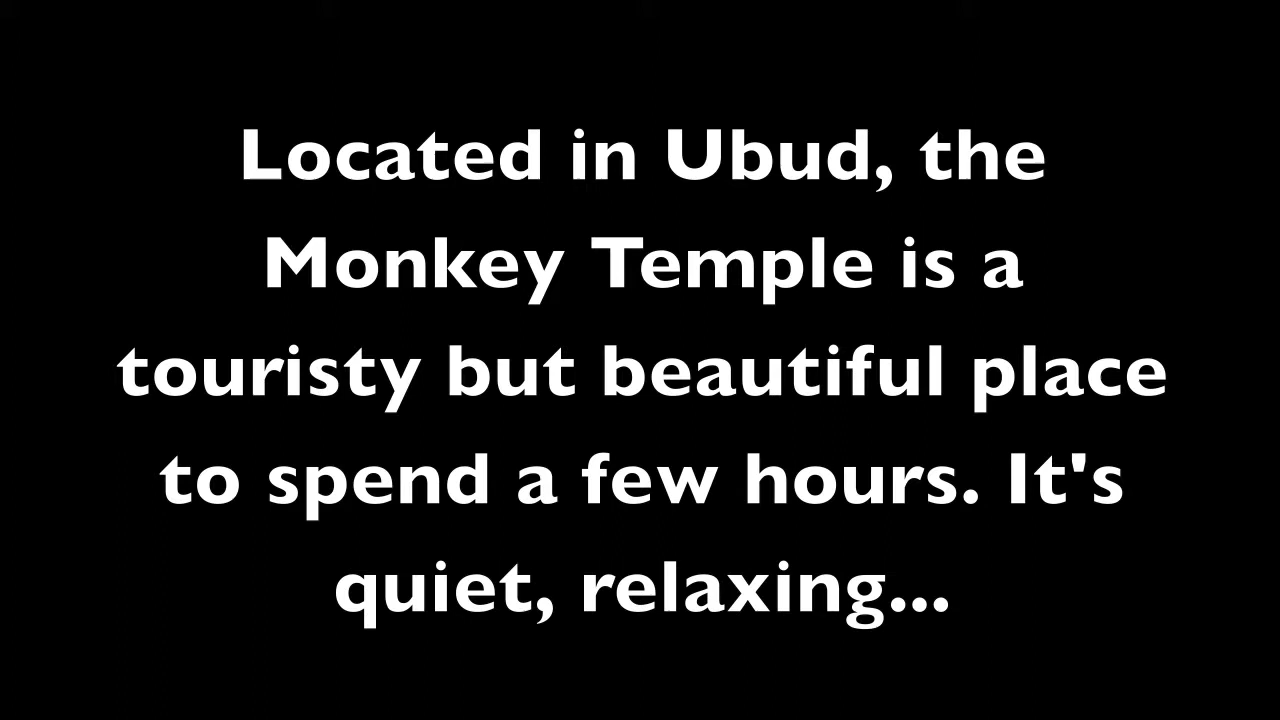 Located in Ubud, the
Monkey Temple is a
touristy but beautiful place
to spend a few hours. It's
quiet, relaxing...